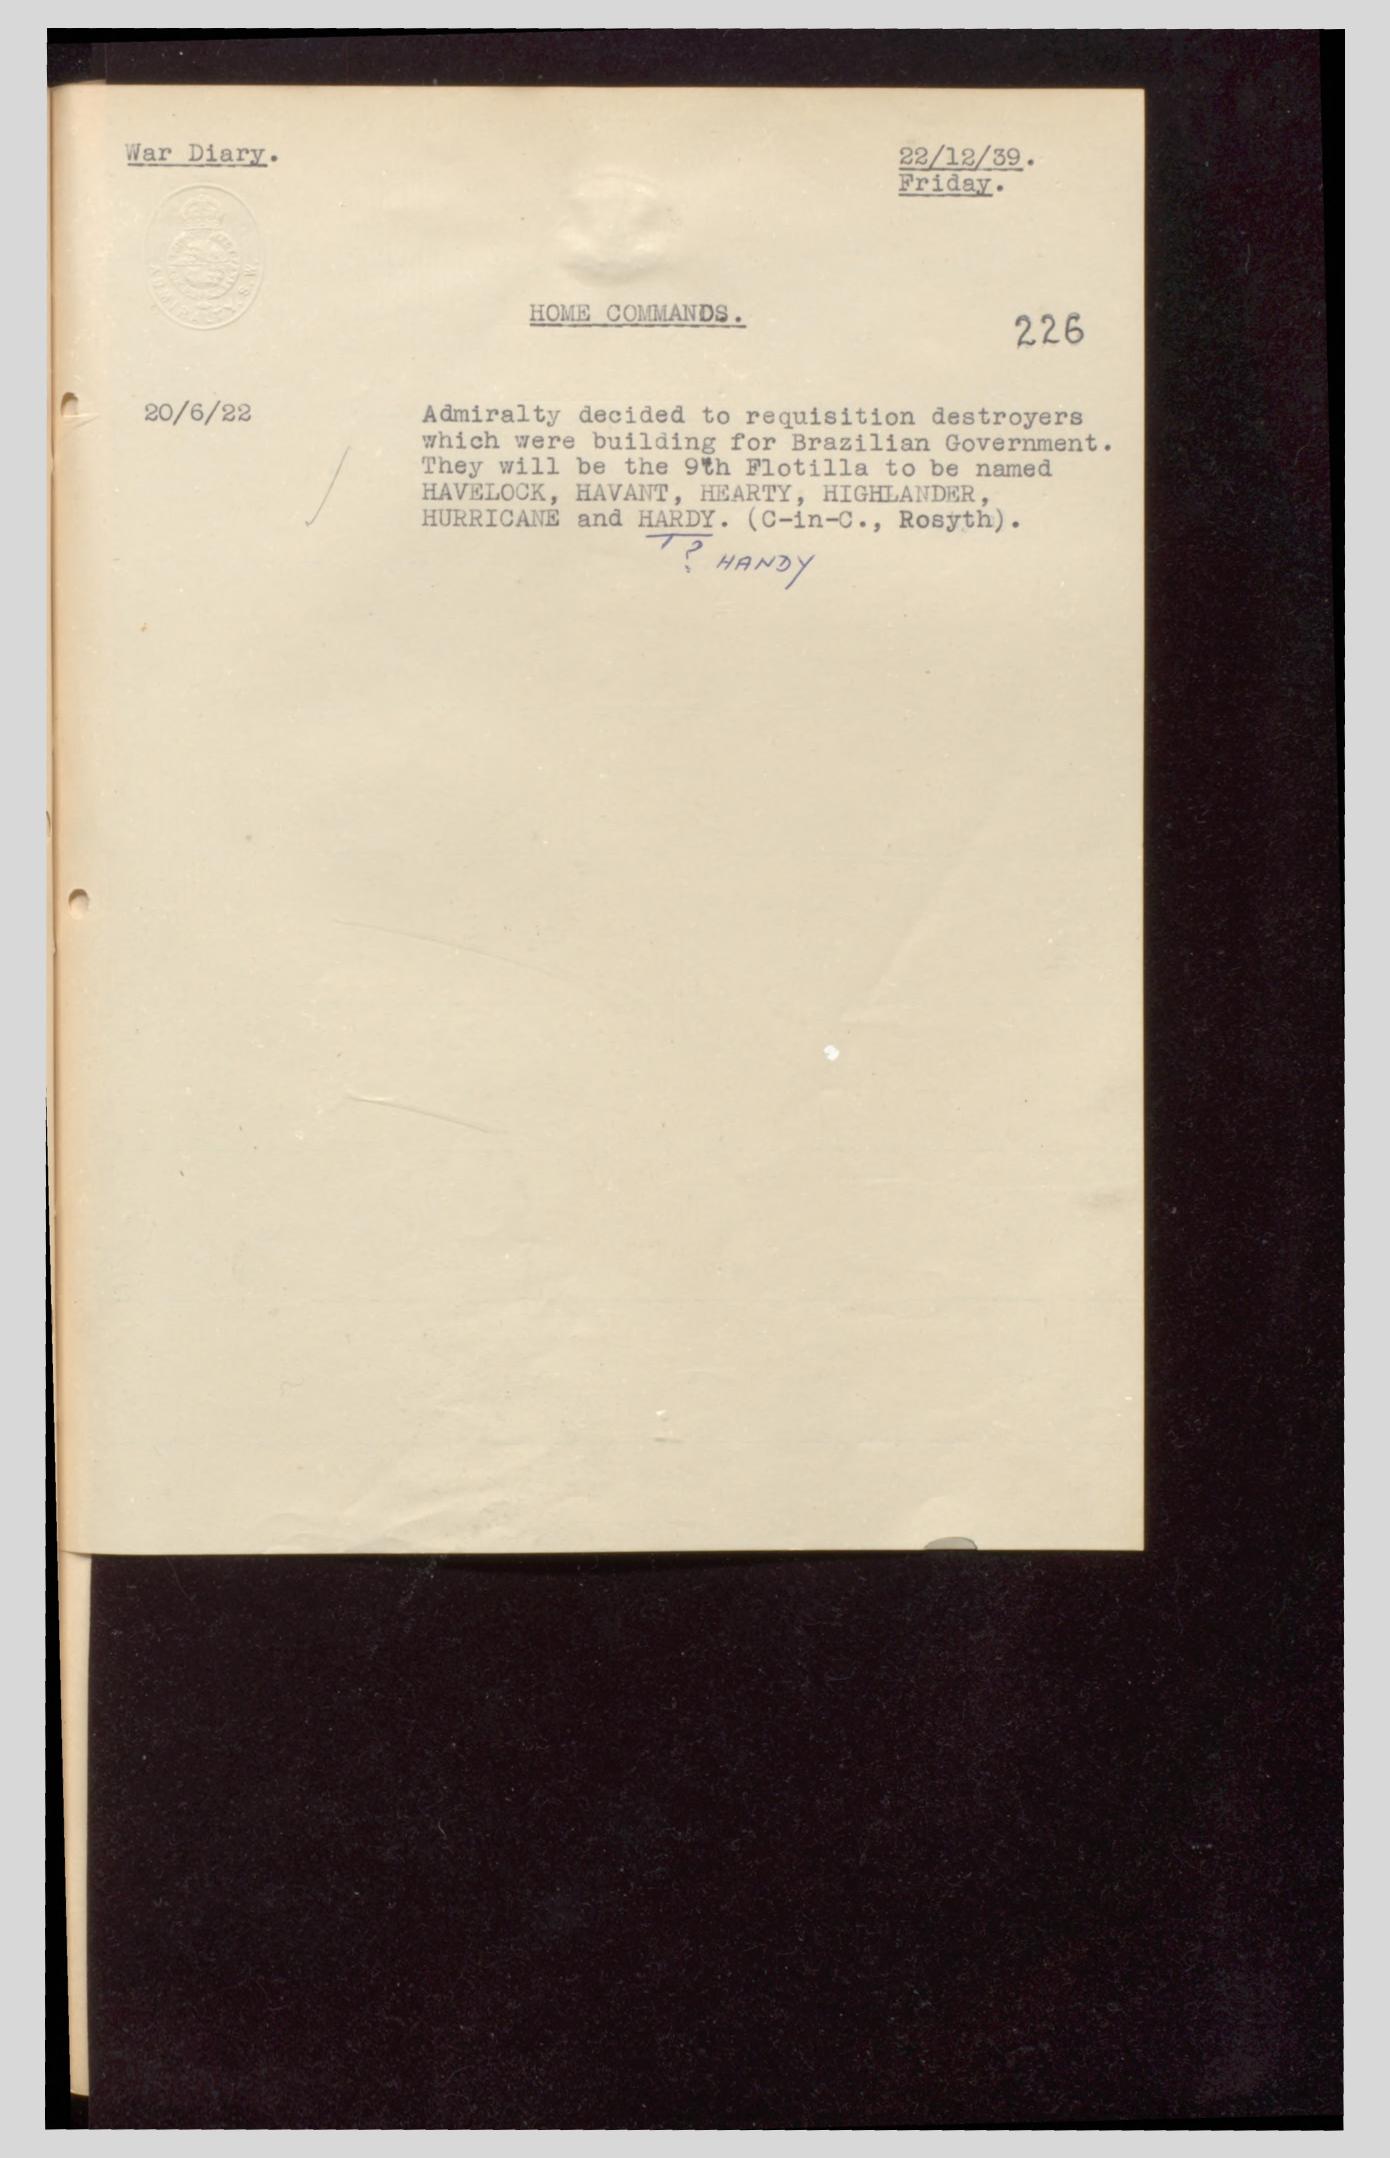 War Diary.
22/12/39.
Friday.
ADMIRALTY S.W.
HOME COMMANDS.
226
20/6/22
Admiralty decided to requisition destroyers
which were building for Brazilian Government.
They will be the 9th Flotilla to be named
HAVELOCK, HAVANT, HEARTY, HIGHLANDER,
HURRICANE and HARDY. (C-in-C., Rosyth).
? HANDY